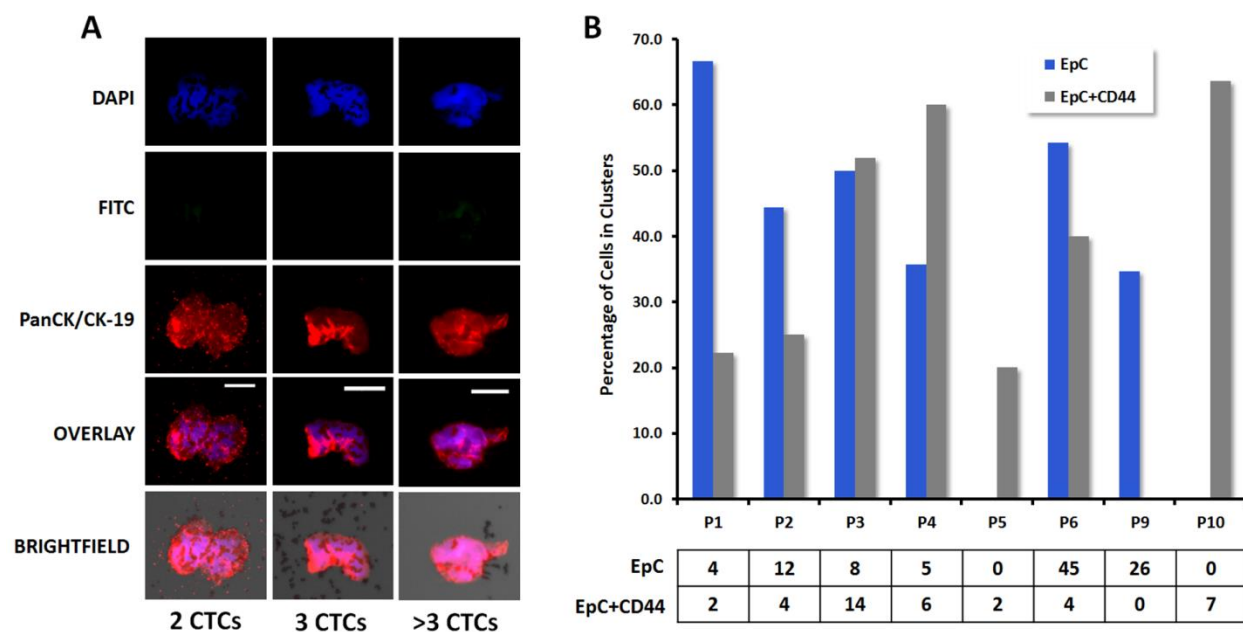 A
DAPI
FITC
PanCK/CK-19
OVERLAY
BRIGHTFIELD
2 CTCs 3 CTCs >3 CTCs
B
Percentage of Cells in Clusters
70.0
60.0
50.0
40.0
30.0
20.0
10.0
0.0
EpC
EpC+CD44
P1 P2 P3 P4 P5 P6 P9 P10
EpC 4 12 8 5 0 45 26 0
EpC+CD44 2 4 14 6 2 4 0 7